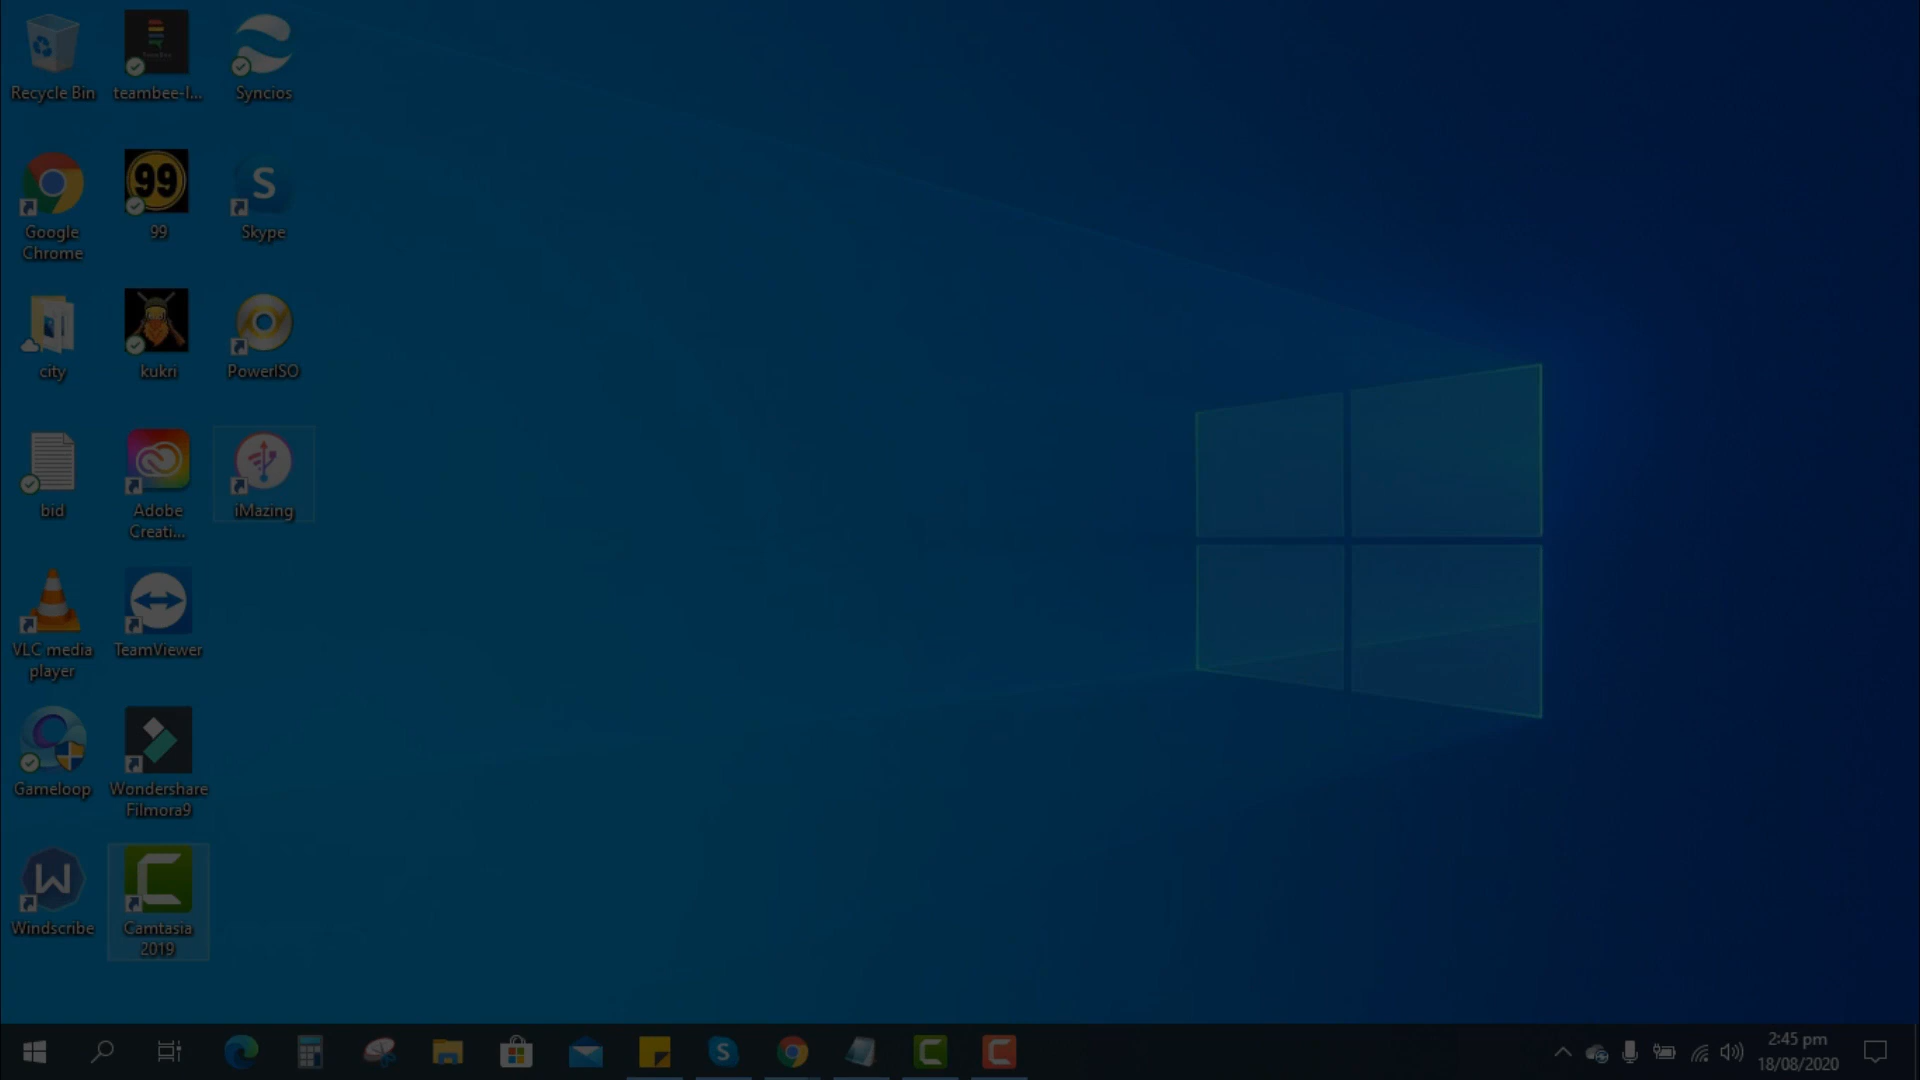 Recycle Bin
teambee-l...
Syncios
Google
Chrome
99
99
S
Skype
city
kukri
PowerISO
bid
Adobe
Creati...
iMazing
VLC media
player
TeamViewer
Gameloop
Wondershare
Filmora9
W
Windscribe
C
Camtasia
2019
S
C
C
2:45 pm
18/08/2020